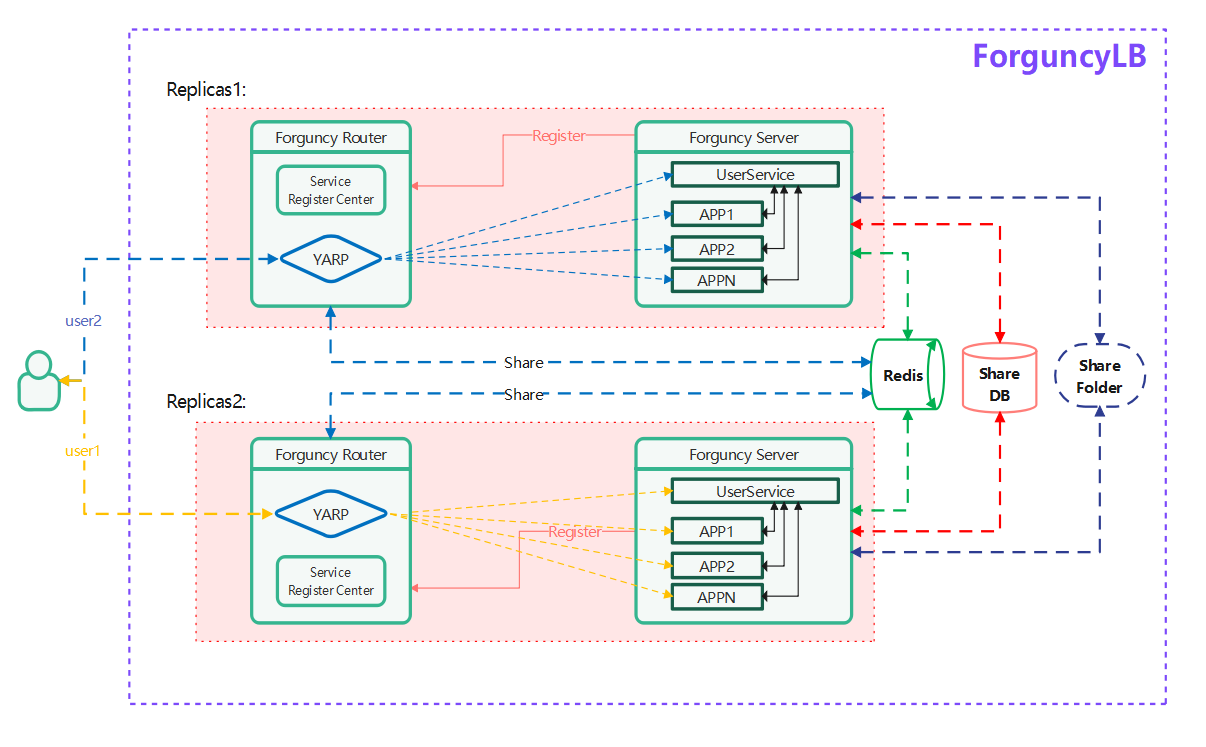 ForguncyLB
Replicas1:
Forguncy Router
Service
Register Center
YARP
Register
Forguncy Server
UserService
APP1
APP2
APPN
user2
user1
Share
Share
Redis
Share
DB
Share
Folder
Replicas2:
Forguncy Router
YARP
Service
Register Center
Register
Forguncy Server
UserService
APP1
APP2
APPN